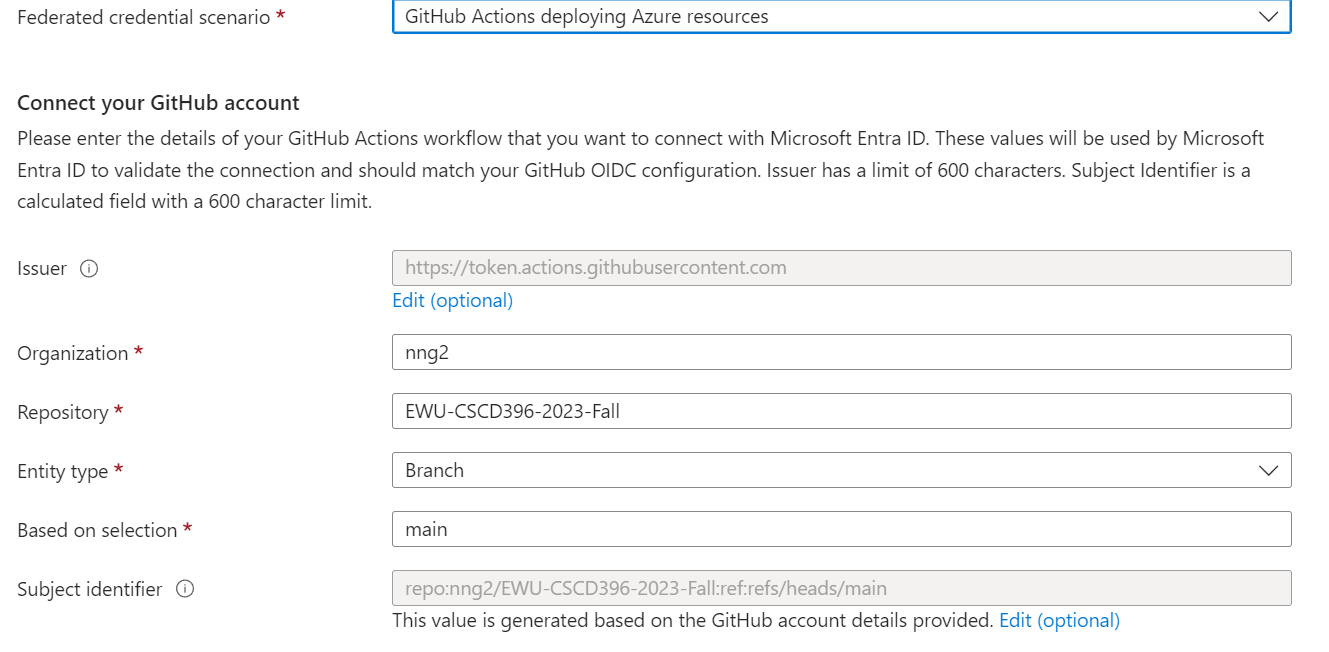 Federated credential scenario *
GitHub Actions deploying Azure resources
Connect your GitHub account
Please enter the details of your GitHub Actions workflow that you want to connect with Microsoft Entra ID. These values will be used by Microsoft
Entra ID to validate the connection and should match your GitHub OIDC configuration. Issuer has a limit of 600 characters. Subject Identifier is a
calculated field with a 600 character limit.
Issuer
https://token.actions.githubusercontent.com
Edit (optional)
Organization *
nng2
Repository *
EWU-CSCD396-2023-Fall
Entity type *
Branch
Based on selection *
main
Subject identifier
repo:nng2/EWU-CSCD396-2023-Fall:ref:refs/heads/main
This value is generated based on the GitHub account details provided. Edit (optional)